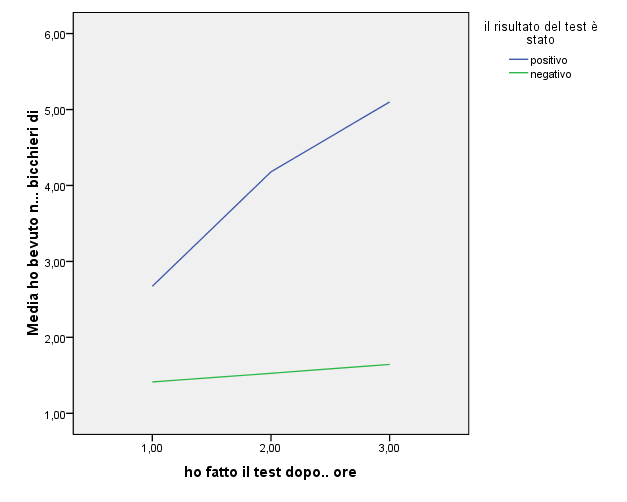 il risultato del test è
stato
positivo
negativo
6,00
5,00
4,00
3,00
2,00
1,00
Media ho bevuto n... bicchieri di
1,00
2,00
3,00
ho fatto il test dopo.. ore